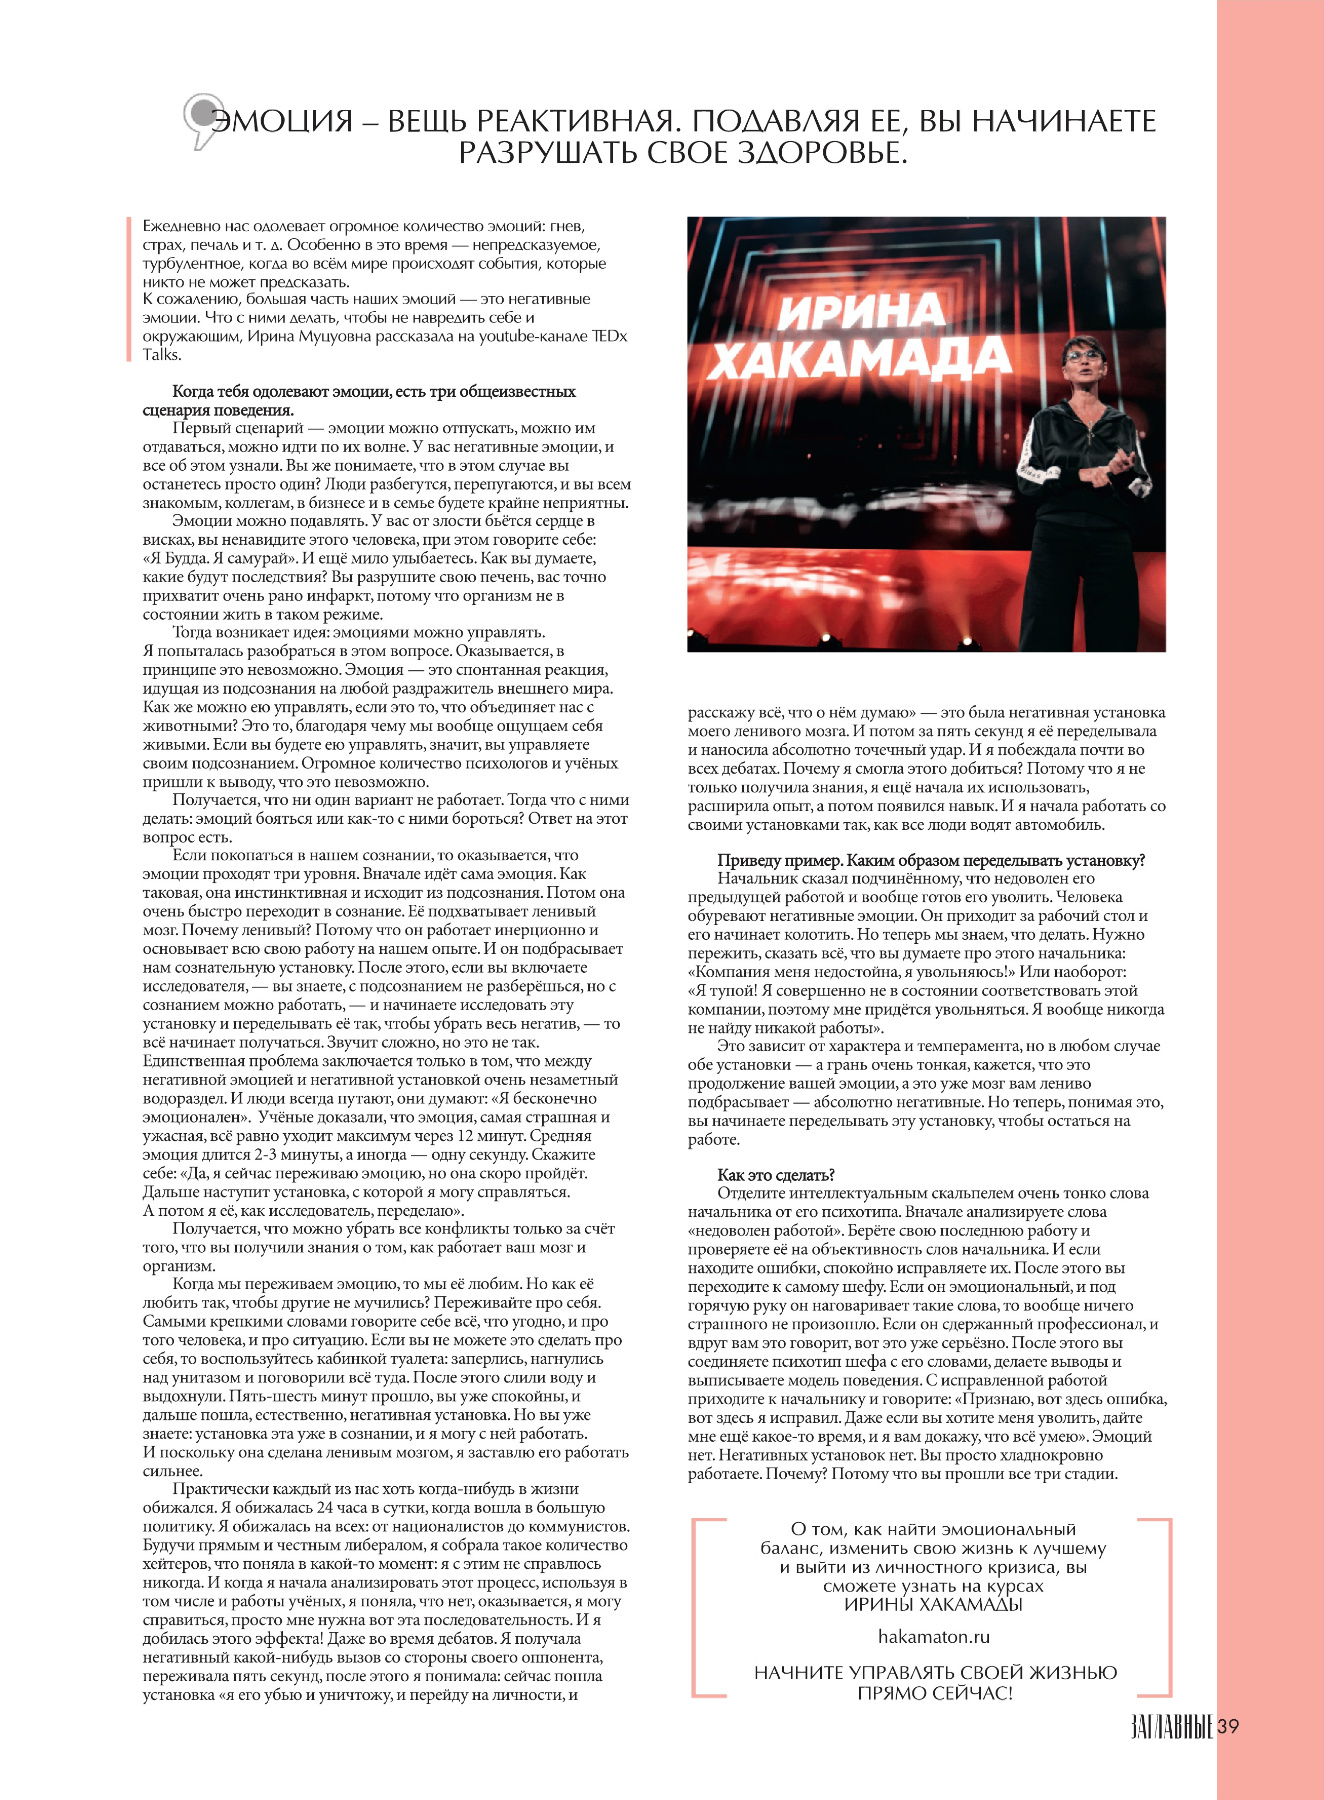 ЭМОЦИЯ – ВЕЩЬ РЕАКТИВНАЯ. ПОДАВЛЯЯ ЕЕ, ВЫ НАЧИНАЕТЕ
РАЗРУШАТЬ СВОЕ ЗДОРОВЬЕ.
Ежедневно нас одолевает огромное количество эмоций: гнев,
страх, печаль и т. д. Особенно в это время — непредсказуемое,
турбулентное, когда во всём мире происходят события, которые
никто не может предсказать.
К сожалению, большая часть наших эмоций — это негативные
эмоции. Что с ними делать, чтобы не навредить себе и
окружающим, Ирина Муцуовна рассказала на youtube-канале TEDx
Talks.
Когда тебя одолевают эмоции, есть три общеизвестных
сценария поведения.
Первый сценарий — эмоции можно отпускать, можно им
отдаваться, можно идти по их волне. У вас негативные эмоции, и
все об этом узнали. Вы же понимаете, что в этом случае вы
останетесь просто один? Люди разбегутся, перепугаются, и вы всем
знакомым, коллегам, в бизнесе и в семье будете крайне неприятны.
Эмоции можно подавлять. У вас от злости бьётся сердце в
висках, вы ненавидите этого человека, при этом говорите себе:
«Я Будда. Я самурай». И ещё мило улыбаетесь. Как вы думаете,
какие будут последствия? Вы разрушите свою печень, вас точно
прихватит очень рано инфаркт, потому что организм не в
состоянии жить в таком режиме.
Тогда возникает идея: эмоциями можно управлять.
Я попыталась разобраться в этом вопросе. Оказывается, в
принципе это невозможно. Эмоция — это спонтанная реакция,
идущая из подсознания на любой раздражитель внешнего мира.
Как же можно ею управлять, если это то, что объединяет нас с
животными? Это то, благодаря чему мы вообще ощущаем себя
живыми. Если вы будете ею управлять, значит, вы управляете
своим подсознанием. Огромное количество психологов и учёных
пришли к выводу, что это невозможно.
Получается, что ни один вариант не работает. Тогда что с ними
делать: эмоций бояться или как-то с ними бороться? Ответ на этот
вопрос есть.
Если покопаться в нашем сознании, то оказывается, что
эмоции проходят три уровня. Вначале идёт сама эмоция. Как
таковая, она инстинктивная и исходит из подсознания. Потом она
очень быстро переходит в сознание. Её подхватывает ленивый
мозг. Почему ленивый? Потому что он работает инерционно и
основывает всю свою работу на нашем опыте. И он подбрасывает
нам сознательную установку. После этого, если вы включаете
исследователя, — вы знаете, с подсознанием не разберёшься, но с
сознанием можно работать, — и начинаете исследовать эту
установку и переделывать её так, чтобы убрать весь негатив, — то
всё начинает получаться. Звучит сложно, но это не так.
Единственная проблема заключается только в том, что между
негативной эмоцией и негативной установкой очень незаметный
водораздел. И люди всегда путают, они думают: «Я бесконечно
эмоционален». Учёные доказали, что эмоция, самая страшная и
ужасная, всё равно уходит максимум через 12 минут. Средняя
эмоция длится 2-3 минуты, а иногда — одну секунду. Скажите
себе: «Да, я сейчас переживаю эмоцию, но она скоро пройдёт.
Дальше наступит установка, с которой я могу справляться.
А потом я её, как исследователь, переделаю».
Получается, что можно убрать все конфликты только за счёт
того, что вы получили знания о том, как работает ваш мозг и
организм.
Когда мы переживаем эмоцию, то мы её любим. Но как её
любить так, чтобы другие не мучились? Переживайте про себя.
Самыми крепкими словами говорите себе всё, что угодно, и про
того человека, и про ситуацию. Если вы не можете это сделать про
себя, то воспользуйтесь кабинкой туалета: заперлись, нагнулись
над унитазом и поговорили всё туда. После этого слили воду и
выдохнули. Пять-шесть минут прошло, вы уже спокойны, и
дальше пошла, естественно, негативная установка. Но вы уже
знаете: установка эта уже в сознании, и я могу с ней работать.
И поскольку она сделана ленивым мозгом, я заставлю его работать
сильнее.
Практически каждый из нас хоть когда-нибудь в жизни
обижался. Я обижалась 24 часа в сутки, когда вошла в большую
политику. Я обижалась на всех: от националистов до коммунистов.
Будучи прямым и честным либералом, я собрала такое количество
хейтеров, что поняла в какой-то момент: я с этим не справлюсь
никогда. И когда я начала анализировать этот процесс, используя в
том числе и работы учёных, я поняла, что нет, оказывается, я могу
справиться, просто мне нужна вот эта последовательность. И я
добилась этого эффекта! Даже во время дебатов. Я получала
негативный какой-нибудь вызов со стороны своего оппонента,
переживала пять секунд, после этого я понимала: сейчас пошла
установка «я его убью и уничтожу, и перейду на личности, и
ИРИНА
ХАКАМАДА
расскажу всё, что о нём думаю» — это была негативная установка
моего ленивого мозга. И потом за пять секунд я её переделывала
и наносила абсолютно точечный удар. И я побеждала почти во
всех дебатах. Почему я смогла этого добиться? Потому что я не
только получила знания, я ещё начала их использовать,
расширила опыт, а потом появился навык. И я начала работать со
своими установками так, как все люди водят автомобиль.
Приведу пример. Каким образом переделывать установку?
Начальник сказал подчинённому, что недоволен его
предыдущей работой и вообще готов его уволить. Человека
обуревают негативные эмоции. Он приходит за рабочий стол и
его начинает колотить. Но теперь мы знаем, что делать. Нужно
пережить, сказать всё, что вы думаете про этого начальника:
«Компания меня недостойна, я увольняюсь!» Или наоборот:
«Я тупой! Я совершенно не в состоянии соответствовать этой
компании, поэтому мне придётся увольняться. Я вообще никогда
не найду никакой работы».
Это зависит от характера и темперамента, но в любом случае
обе установки — а грань очень тонкая, кажется, что это
продолжение вашей эмоции, а это уже мозг вам лениво
подбрасывает — абсолютно негативные. Но теперь, понимая это,
вы начинаете переделывать эту установку, чтобы остаться на
работе.
Как это сделать?
Отделите интеллектуальным скальпелем очень тонко слова
начальника от его психотипа. Вначале анализируете слова
«недоволен работой». Берёте свою последнюю работу и
проверяете её на объективность слов начальника. И если
находите ошибки, спокойно исправляете их. После этого вы
переходите к самому шефу. Если он эмоциональный, и под
горячую руку он наговаривает такие слова, то вообще ничего
страшного не произошло. Если он сдержанный профессионал, и
вдруг вам это говорит, вот это уже серьёзно. После этого вы
соединяете психотип шефа с его словами, делаете выводы и
выписываете модель поведения. С исправленной работой
приходите к начальнику и говорите: «Признаю, вот здесь ошибка,
вот здесь я исправил. Даже если вы хотите меня уволить, дайте
мне ещё какое-то время, и я вам докажу, что всё умею». Эмоций
нет. Негативных установок нет. Вы просто хладнокровно
работаете. Почему? Потому что вы прошли все три стадии.
О том, как найти эмоциональный
баланс, изменить свою жизнь к лучшему
и выйти из личностного кризиса, вы
сможете узнать на курсах
ИРИНЫ ХАКАМАДЫ
hakamaton.ru
НАЧНИТЕ УПРАВЛЯТЬ СВОЕЙ ЖИЗНЬЮ
ПРЯМО СЕЙЧАС!
ЗАГЛАВНЫЕ 39